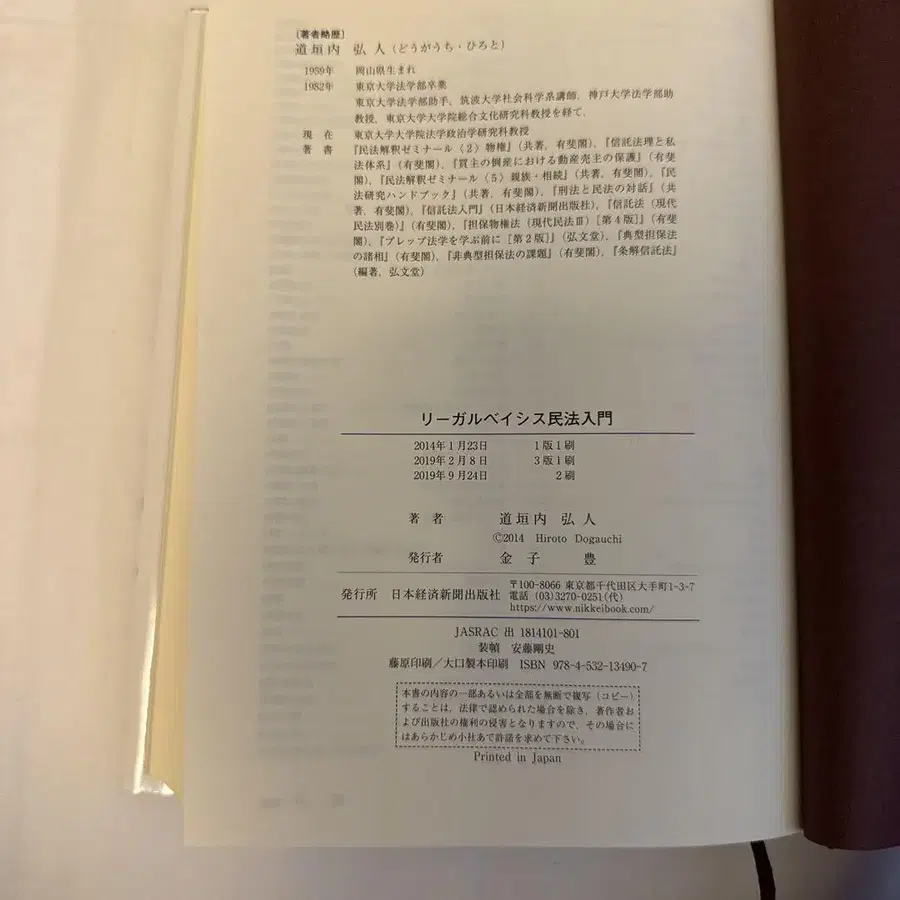 〔著者略歴〕
道垣内 弘人(どうがうち・ひろと)
1959年 岡山県生まれ
1982年 東京大学法学部卒業
東京大学法学部助手，筑波大学社会科学系講師，神戸大学法学部助
教授，東京大学大学院総合文化研究科教授を経て，
現在 東京大学大学院法学政治学研究科教授
著書 『民法解釈ゼミナール〈2〉物権』(共著，有斐閣)，『信託法理と私
法体系』(有斐閣)，『買主の倒産における動産売主の保護』(有斐
閣)，『民法解釈ゼミナール〈5〉親族・相続』(共著，有斐閣)，『民
法研究ハンドブック』(共著，有斐閣)，『刑法と民法の対話』(共
著，有斐閣)，『信託法入門』(日本経済新聞出版社)，『信託法（現代
民法別巻）』(有斐閣)，『担保物権法（現代民法Ⅲ）[第4版]』(有斐
閣)，『プレップ法学を学ぶ前に [第2版]』(弘文堂)，『典型担保法
の諸相』(有斐閣)，『非典型担保法の課題』(有斐閣)，『条解信託法』
(編著，弘文堂)
リーガルベイシス民法入門
2014年1月23日 1版1刷
2019年2月8日 3版1刷
2019年9月24日 2刷
著者 道垣内 弘人
©2014 Hiroto Dogauchi
発行者 金子 豊
発行所 日本経済新聞出版社
〒100-8066 東京都千代田区大手町1-3-7
電話 (03)3270-0251(代)
https://www.nikkeibook.com/
JASRAC 出 1814101-801
装幀 安藤剛史
藤原印刷／大口製本印刷 ISBN 978-4-532-13490-7
本書の内容の一部あるいは全部を無断で複写（コピー）
することは，法律で認められた場合を除き，著作者お
よび出版社の権利の侵害となりますので，その場合に
はあらかじめ小社あて許諾を求めて下さい。
Printed in Japan